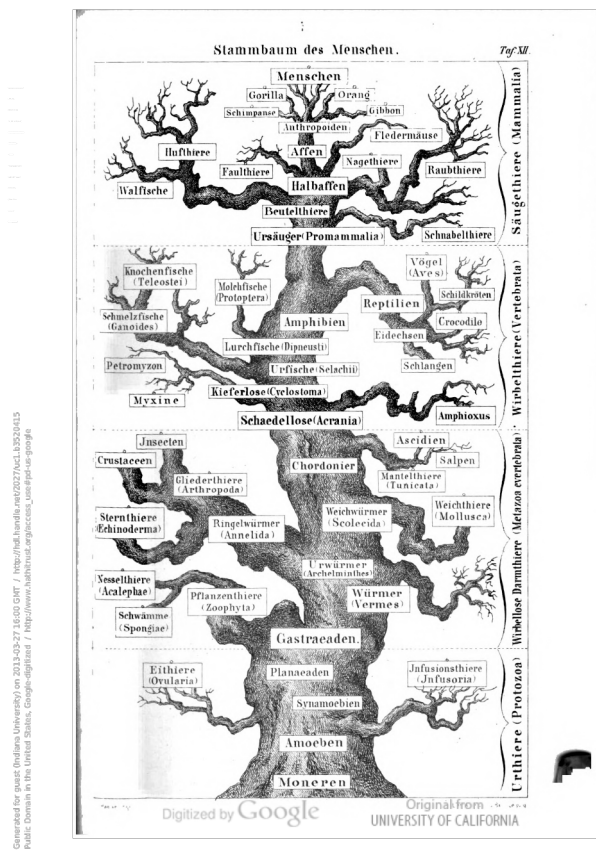 Stammbaum des Menschen.
Taf. XII.
Menschen
Gorilla
Orang
Schimpanse
Gibbon
Anthropoiden
Fledermäuse
Hufthiere
Affen
Nagethiere
Faulthiere
Raubthiere
Walfische
Halbaffen
Beutelthiere
Ursäuger (Promammalia)
Schnabelthiere
Säugethiere (Mammalia)
Knochenfische
(Teleostei)
Molchfische
(Protoptera)
Vögel
(Aves)
Schildkröten
Reptilien
Schmelzfische
(Ganoides)
Amphibien
Crocodile
Eidechsen
Lurchfische (Dipneusti)
Petromyzon
Urfische (Selachii)
Schlangen
Kieferlose (Cyclostoma)
Myxine
Amphioxus
Schaedellose (Acrania)
Wirbelthiere (Vertebrata)
Jnsecten
Ascidien
Crustaceen
Chordonier
Salpen
Gliederthiere
(Arthropoda)
Mantelthiere
(Tunicata)
Sternthiere
(Echinoderma)
Ringelwürmer
(Annelida)
Weichwürmer
(Scolecida)
Weichthiere
(Mollusca)
Urwürmer
(Archelminthes)
Nesselthiere
(Acalephae)
Pflanzenthiere
(Zoophyta)
Würmer
(Vermes)
Schwämme
(Spongiae)
Gastraeaden.
Wirbellose Darmthiere (Metazoa evertebrata)
Eithiere
(Ovularia)
Planaeaden
Jnfusionsthiere
(Jnfusoria)
Synamoebien
Amoeben
Moneren
Urthiere (Protozoa)
Digitized by Google
Original from
UNIVERSITY OF CALIFORNIA
Generated for guest (Indiana University) on 2013-03-27 16:00 GMT / http://hdl.handle.net/2027/uc1.b3520415
Public Domain in the United States, Google-digitized / http://www.hathitrust.org/access_use#pd-us-google